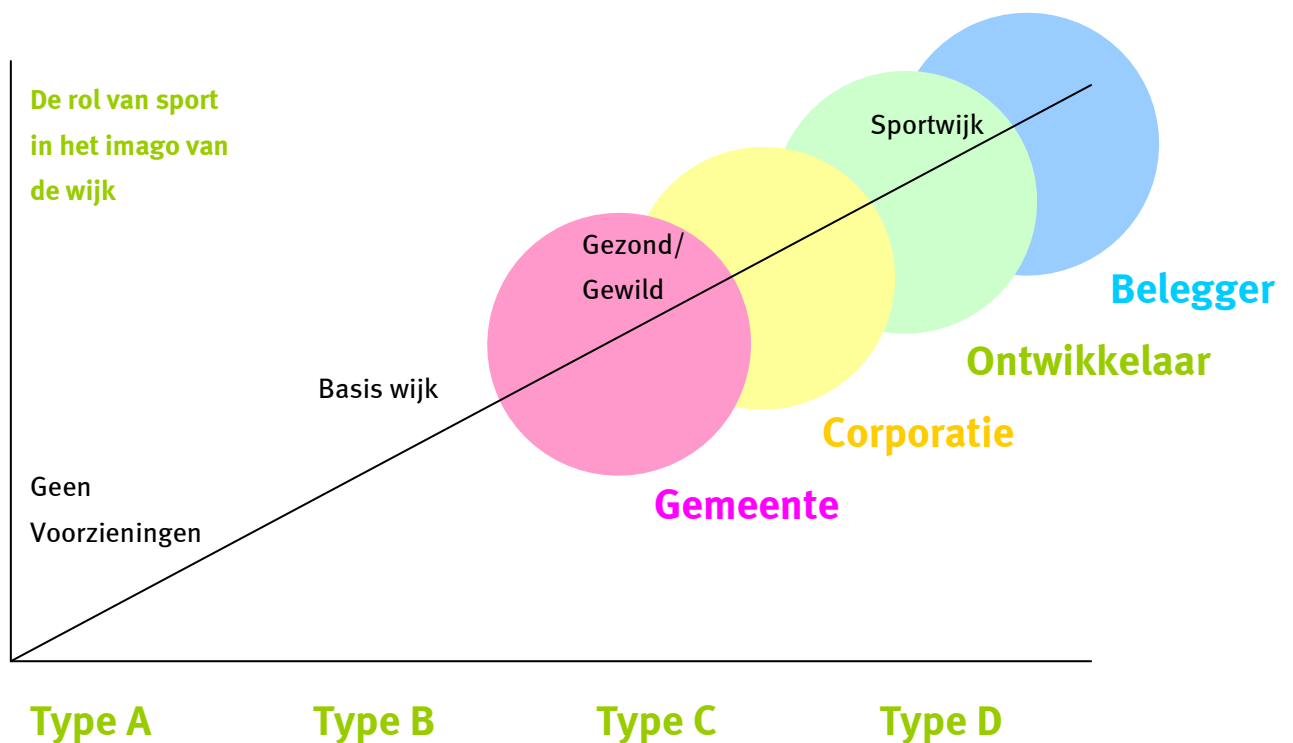 De rol van sport
in het imago van
de wijk
Sportwijk
Gezond/
Gewild
Belegger
Ontwikkelaar
Basis wijk
Corporatie
Geen
Voorzieningen
Gemeente
Type A
Type B
Type C
Type D